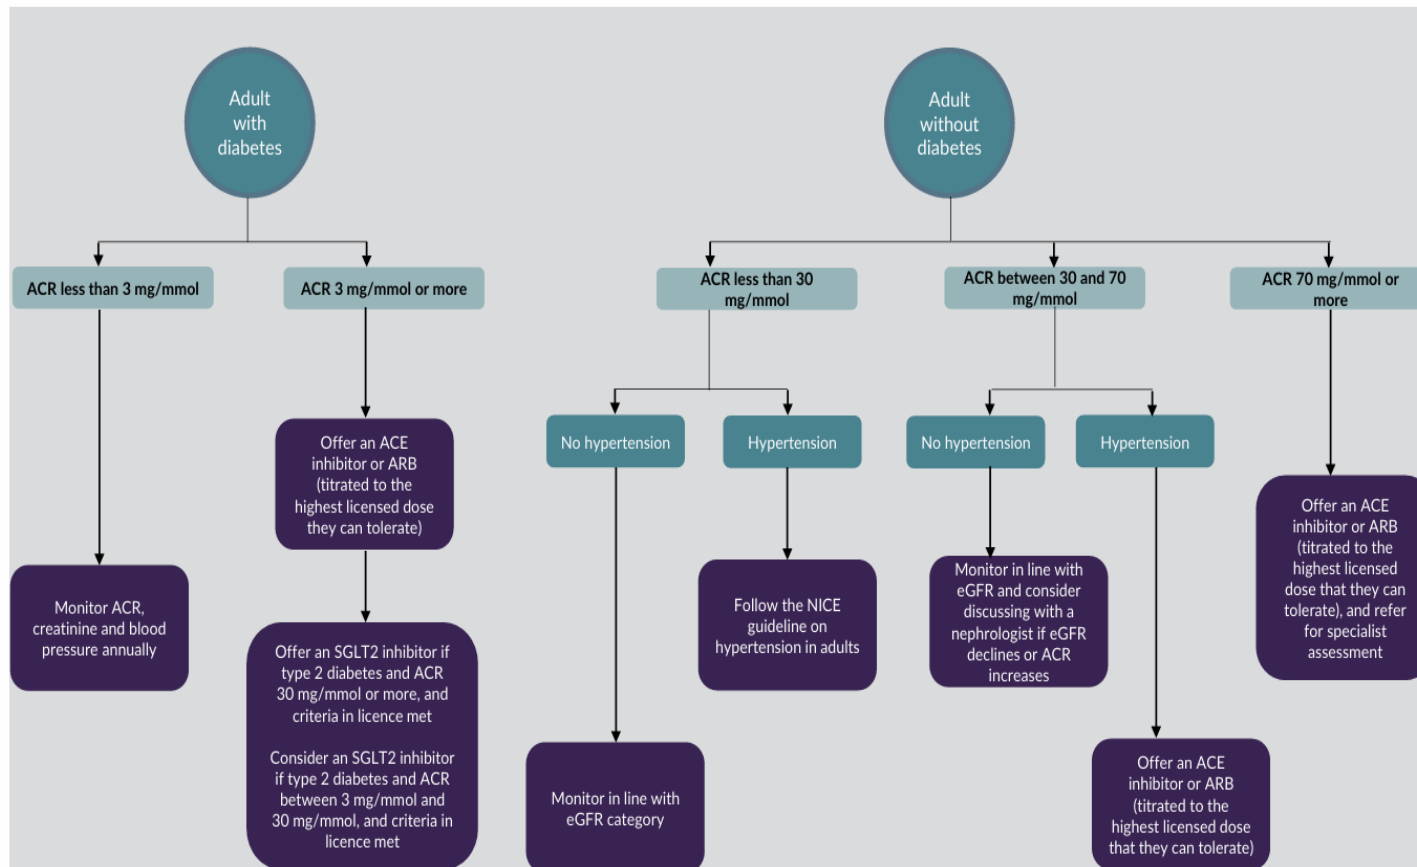 Adult
with
diabetes
Adult
without
diabetes
ACR less than 3 mg/mmol
ACR 3 mg/mmol or more
ACR less than 30
mg/mmol
ACR between 30 and 70
mg/mmol
ACR 70 mg/mmol or
more
No hypertension
Hypertension
No hypertension
Hypertension
Offer an ACE
inhibitor or ARB
(titrated to the
highest licensed dose
they can tolerate)
Offer an ACE
inhibitor or ARB
(titrated to the
highest licensed
dose that they can
tolerate), and refer
for specialist
assessment
Monitor ACR,
creatinine and blood
pressure annually
Follow the NICE
guideline on
hypertension in adults
Monitor in line with
eGFR and consider
discussing with a
nephrologist if eGFR
declines or ACR
increases
Offer an SGLT2 inhibitor if
type 2 diabetes and ACR
30 mg/mmol or more, and
criteria in licence met
Consider an SGLT2 inhibitor
if type 2 diabetes and ACR
between 3 mg/mmol and
30 mg/mmol, and criteria in
licence met
Monitor in line with
eGFR category
Offer an ACE
inhibitor or ARB
(titrated to the
highest licensed dose
that they can tolerate)